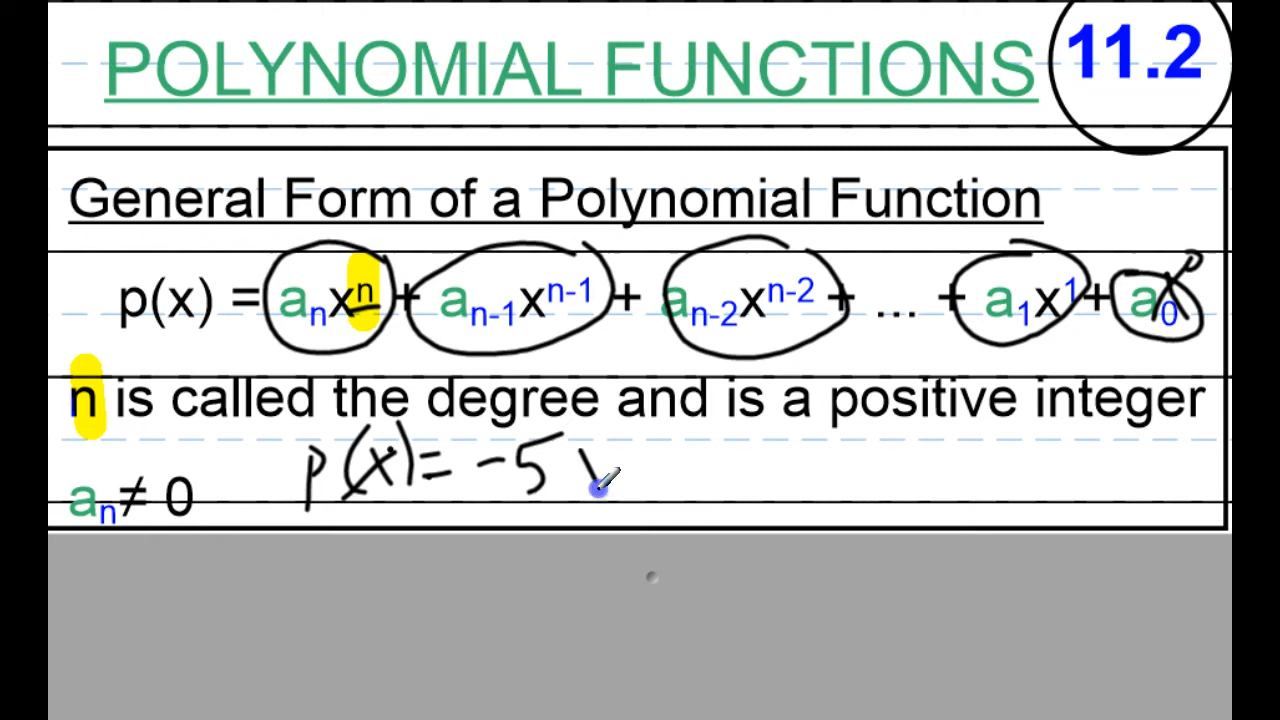 POLYNOMIAL FUNCTIONS 11.2
General Form of a Polynomial Function
p(x) = aₙxⁿ + aₙ₋₁xⁿ⁻¹ + aₙ₋₂xⁿ⁻² + ... + a₁x¹ + a₀x⁰
n is called the degree and is a positive integer
p(x) = -5
aₙ ≠ 0